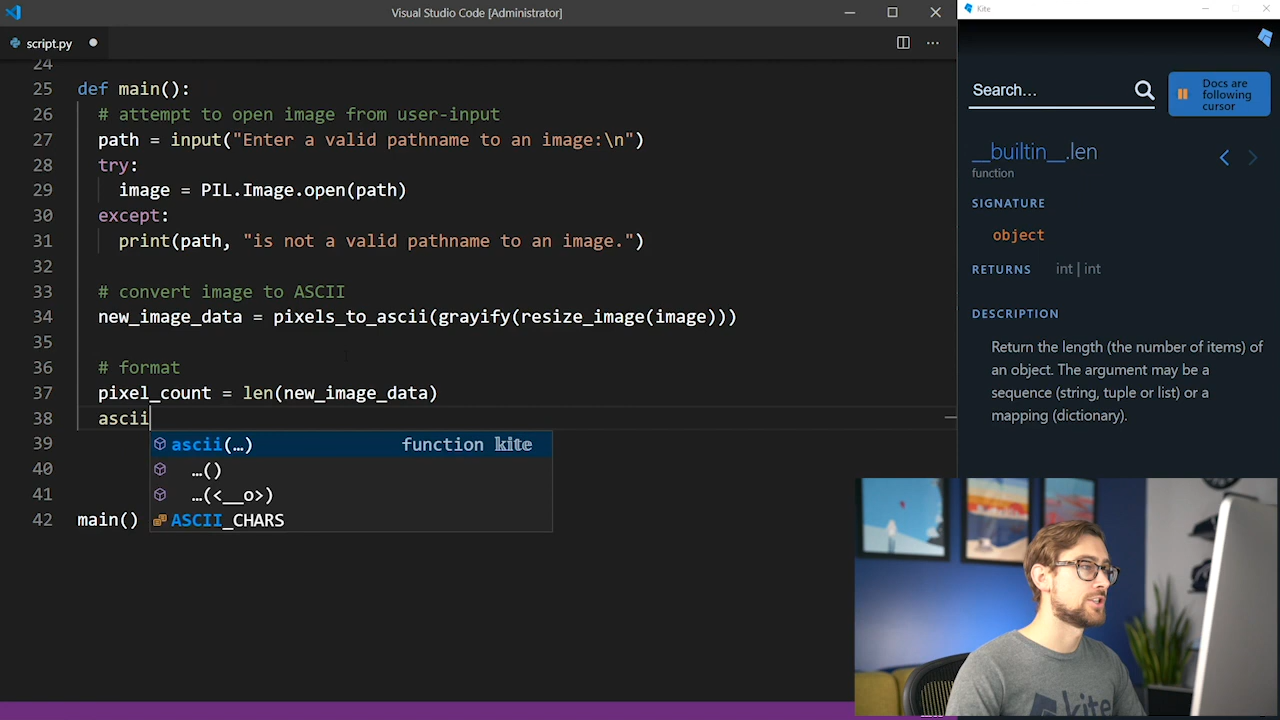 Visual Studio Code [Administrator]
script.py
24
25 def main():
26 # attempt to open image from user-input
27 path = input("Enter a valid pathname to an image:\n")
28 try:
29 image = PIL.Image.open(path)
30 except:
31 print(path, "is not a valid pathname to an image.")
32
33 # convert image to ASCII
34 new_image_data = pixels_to_ascii(grayify(resize_image(image)))
35
36 # format
37 pixel_count = len(new_image_data)
38 ascii
39
40
41
42 main()
ascii(…) function kite
…()
…(<__o>)
ASCII_CHARS
Kite
Search…
Docs are
following
cursor
__builtin__.len
function
SIGNATURE
object
RETURNS int | int
DESCRIPTION
Return the length (the number of items) of
an object. The argument may be a
sequence (string, tuple or list) or a
mapping (dictionary).
kite